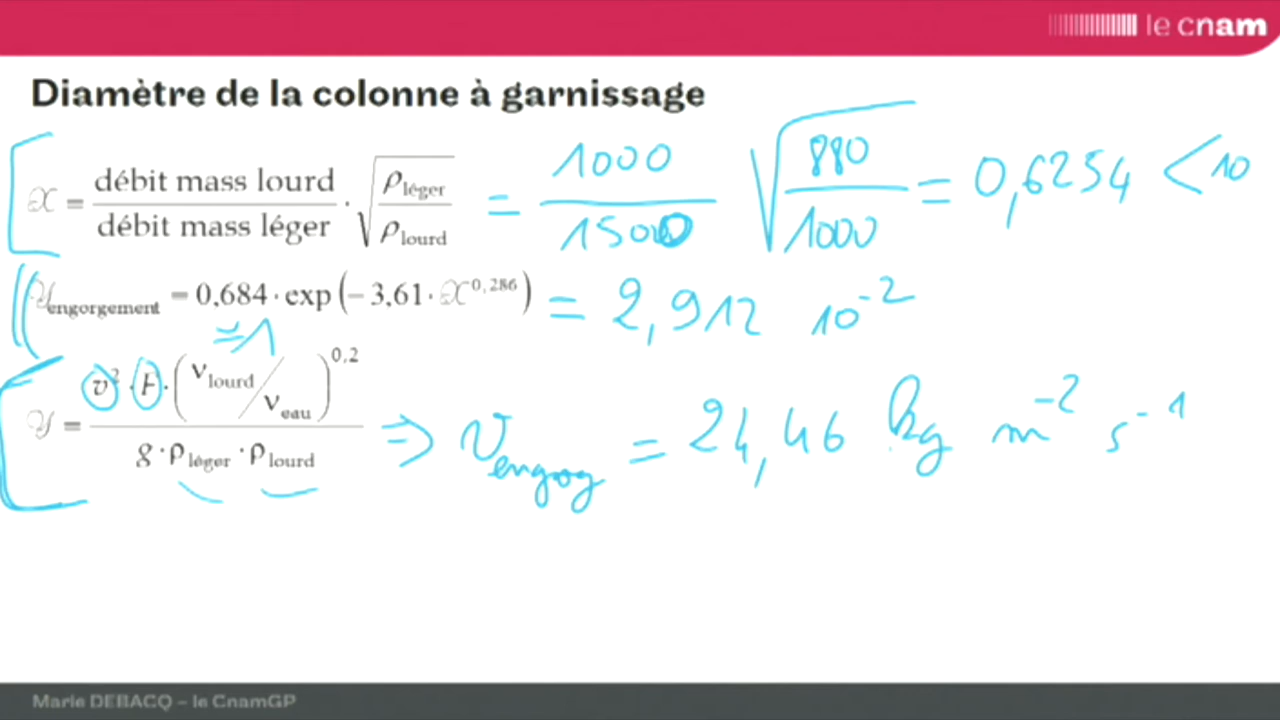 le cnam
Diamètre de la colonne à garnissage
𝒳 = débit mass lourd / débit mass léger · √(ρléger / ρlourd) = 1000 / 1500 √(880 / 1000) = 0,6254 < 10
𝒴engorgement = 0,684 · exp(−3,61 · 𝒳^0,286) = 2,912 10^-2
≃1
𝒴 = v² · F · (νlourd / νeau)^0,2 / g · ρléger · ρlourd ⇒ vengog = 24,46 kg m^-2 s^-1
Marie DEBACQ – le CnamGP